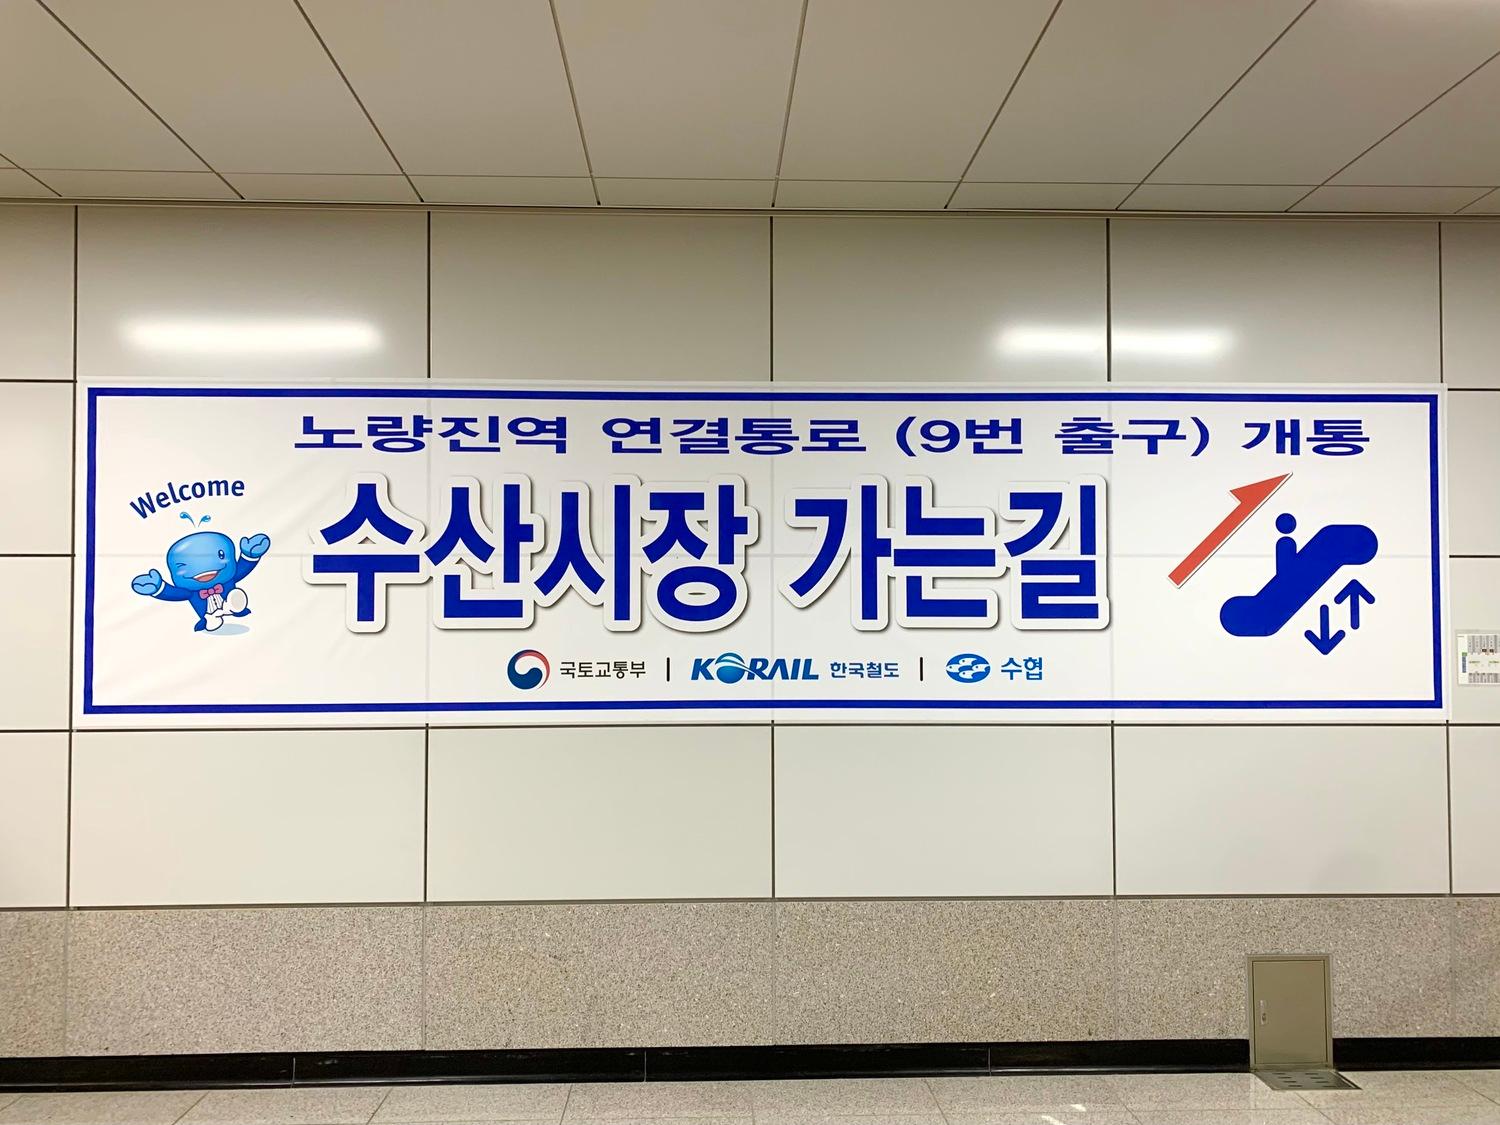 노량진역 연결통로 (9번 출구) 개통
Welcome
수산시장 가는길
국토교통부 | KORAIL 한국철도 | 수협